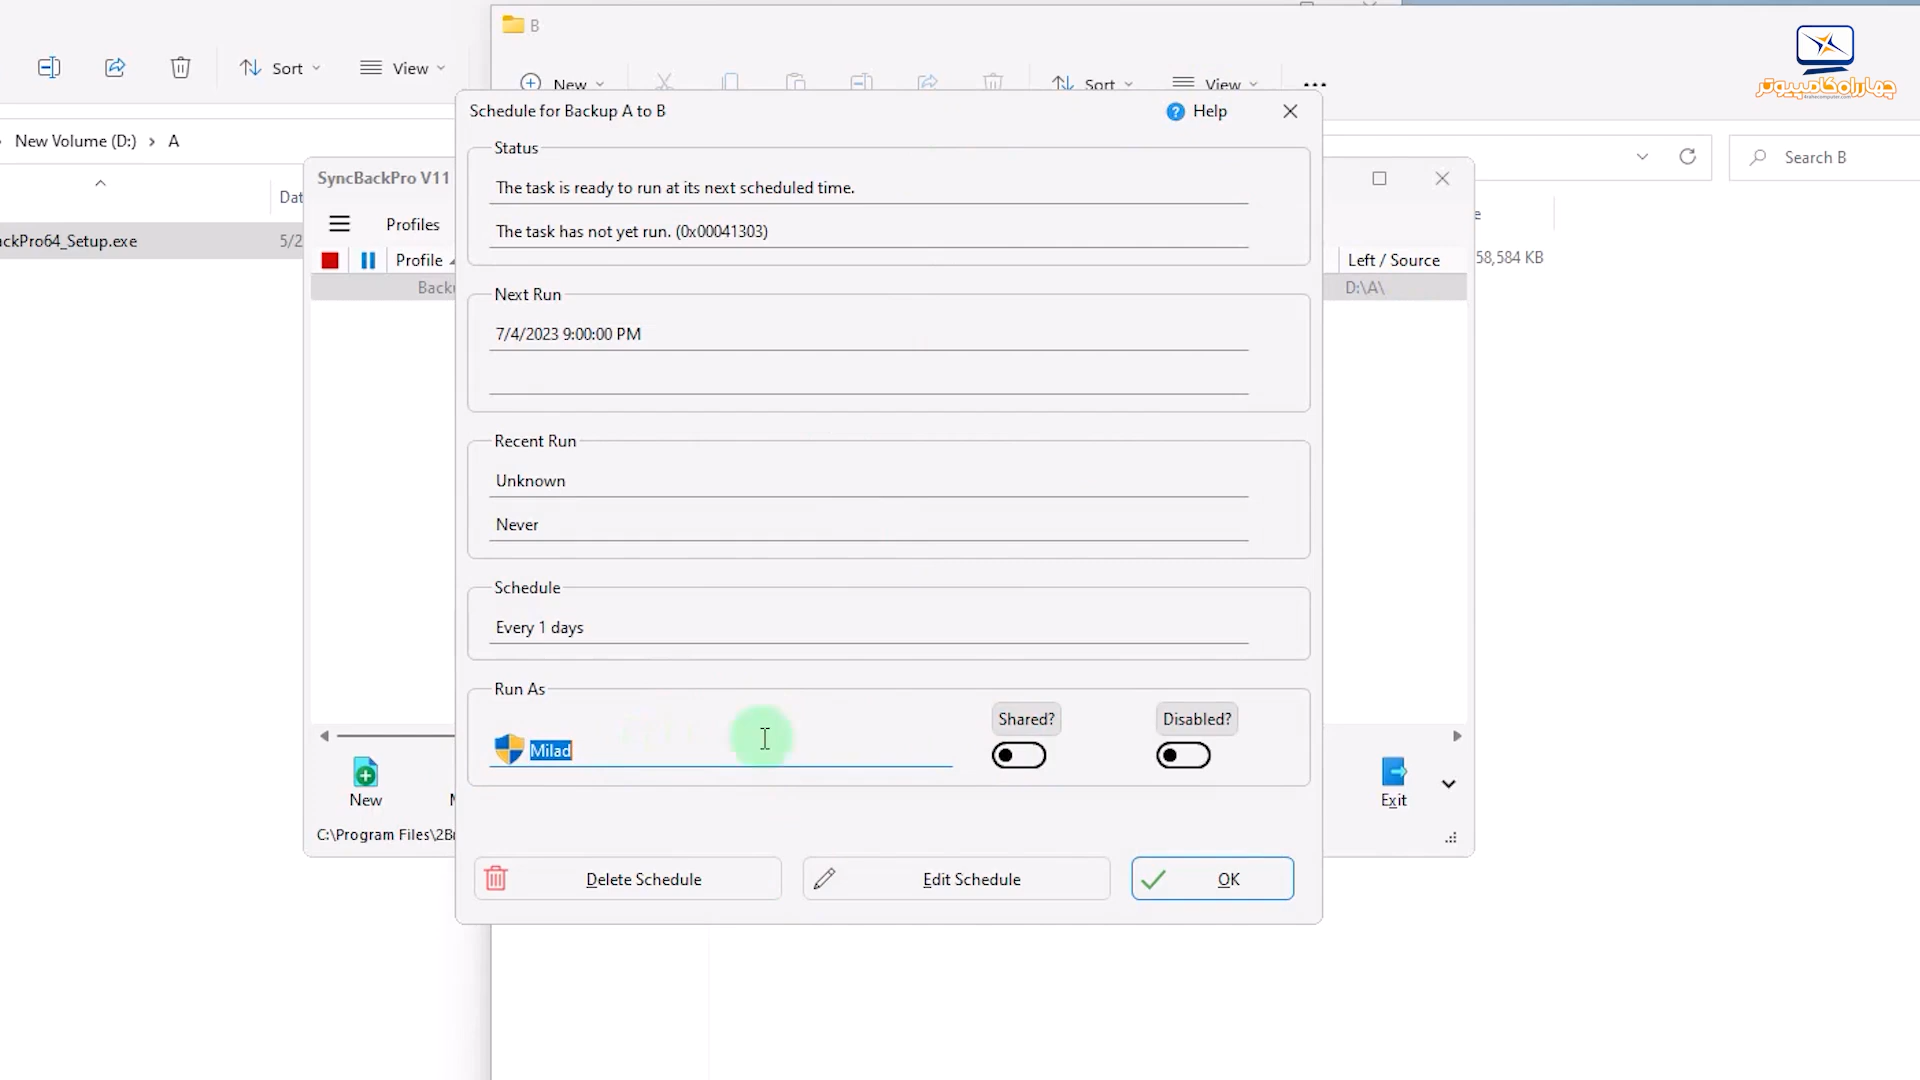 B
چهارراه کامپیوتر
Sort
View
New
Sort
View
Schedule for Backup A to B
Help
New Volume (D:)
A
Search B
Status
SyncBackPro V11
The task is ready to run at its next scheduled time.
Dat
Profiles
The task has not yet run. (0x00041303)
ckPro64_Setup.exe
5/2
Profile
Left / Source
58,584 KB
Backu
D:\A\
Next Run
7/4/2023 9:00:00 PM
Recent Run
Unknown
Never
Schedule
Every 1 days
Run As
Shared?
Disabled?
Milad
New
Exit
C:\Program Files\2Br
Delete Schedule
Edit Schedule
OK